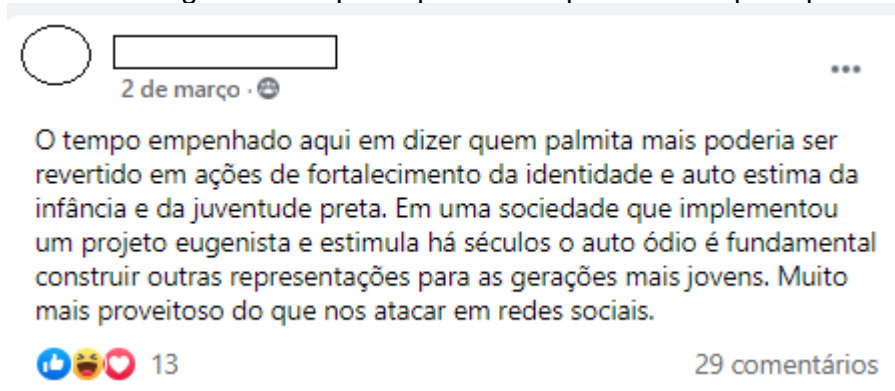 2 de março ·
O tempo empenhado aqui em dizer quem palmita mais poderia ser
revertido em ações de fortalecimento da identidade e auto estima da
infância e da juventude preta. Em uma sociedade que implementou
um projeto eugenista e estimula há séculos o auto ódio é fundamental
construir outras representações para as gerações mais jovens. Muito
mais proveitoso do que nos atacar em redes sociais.
13
29 comentários